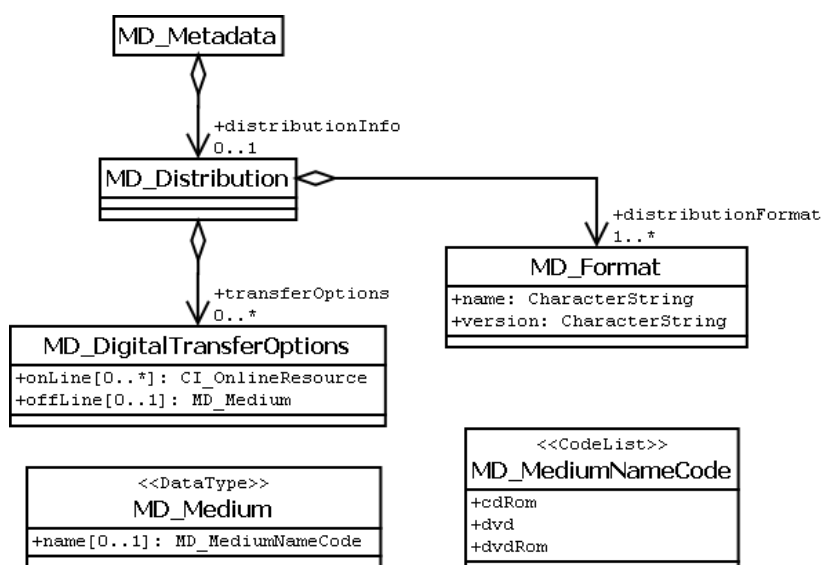 MD_Metadata
+distributionInfo
0..1
MD_Distribution
+distributionFormat
1..*
MD_Format
+name: CharacterString
+version: CharacterString
+transferOptions
0..*
MD_DigitalTransferOptions
+onLine[0..*]: CI_OnlineResource
+offLine[0..1]: MD_Medium
<<DataType>>
MD_Medium
+name[0..1]: MD_MediumNameCode
<<CodeList>>
MD_MediumNameCode
+cdRom
+dvd
+dvdRom